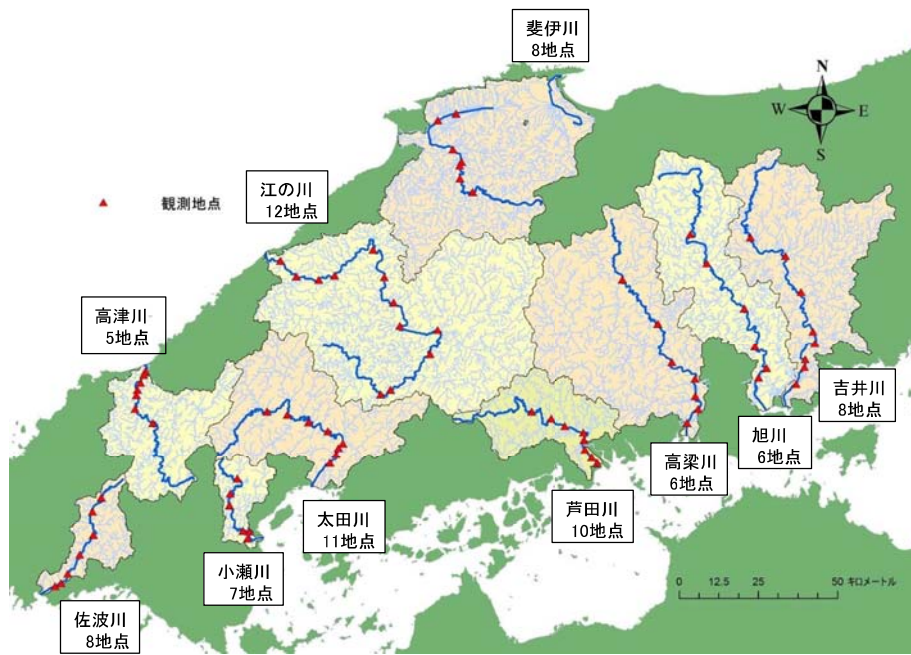 斐伊川
8地点
N
W
E
S
江の川
12地点
観測地点
高津川
5地点
吉井川
8地点
旭川
6地点
高梁川
6地点
芦田川
10地点
太田川
11地点
小瀬川
7地点
佐波川
8地点
0 12.5 25 50 キロメートル